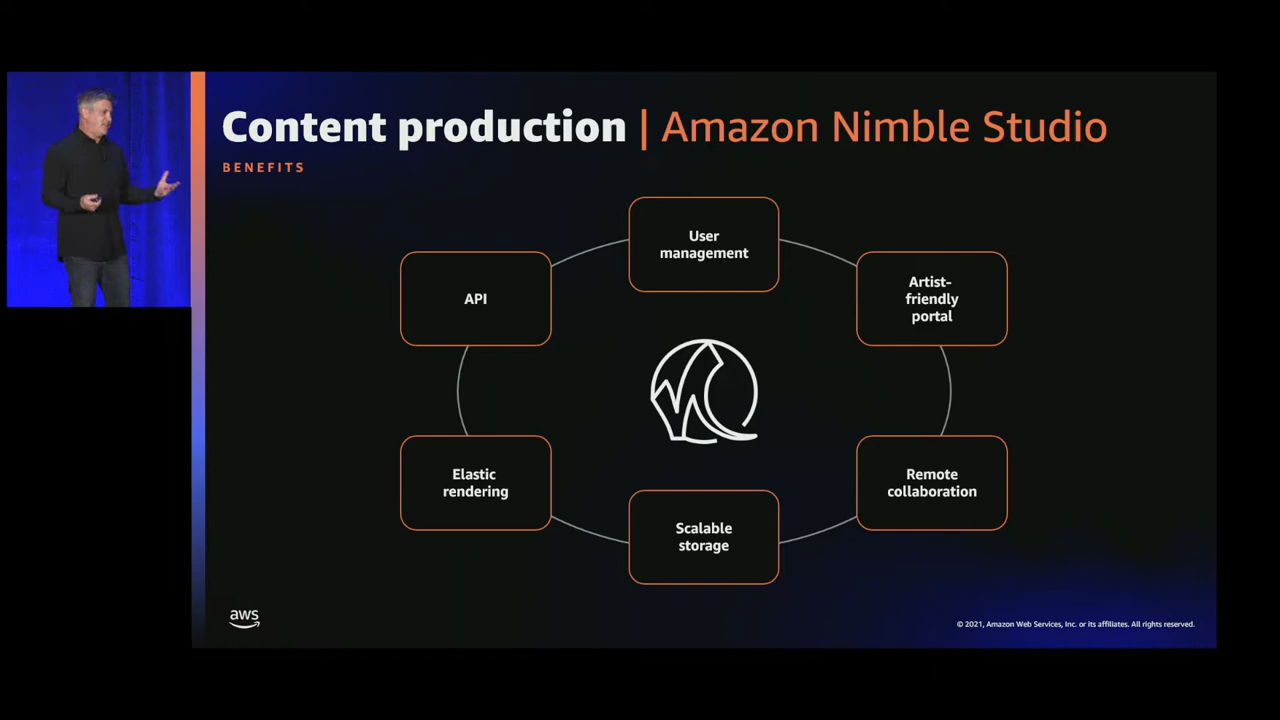 Content production | Amazon Nimble Studio
BENEFITS
User
management
API
Artist-
friendly
portal
Elastic
rendering
Remote
collaboration
Scalable
storage
aws
© 2021, Amazon Web Services, Inc. or its affiliates. All rights reserved.